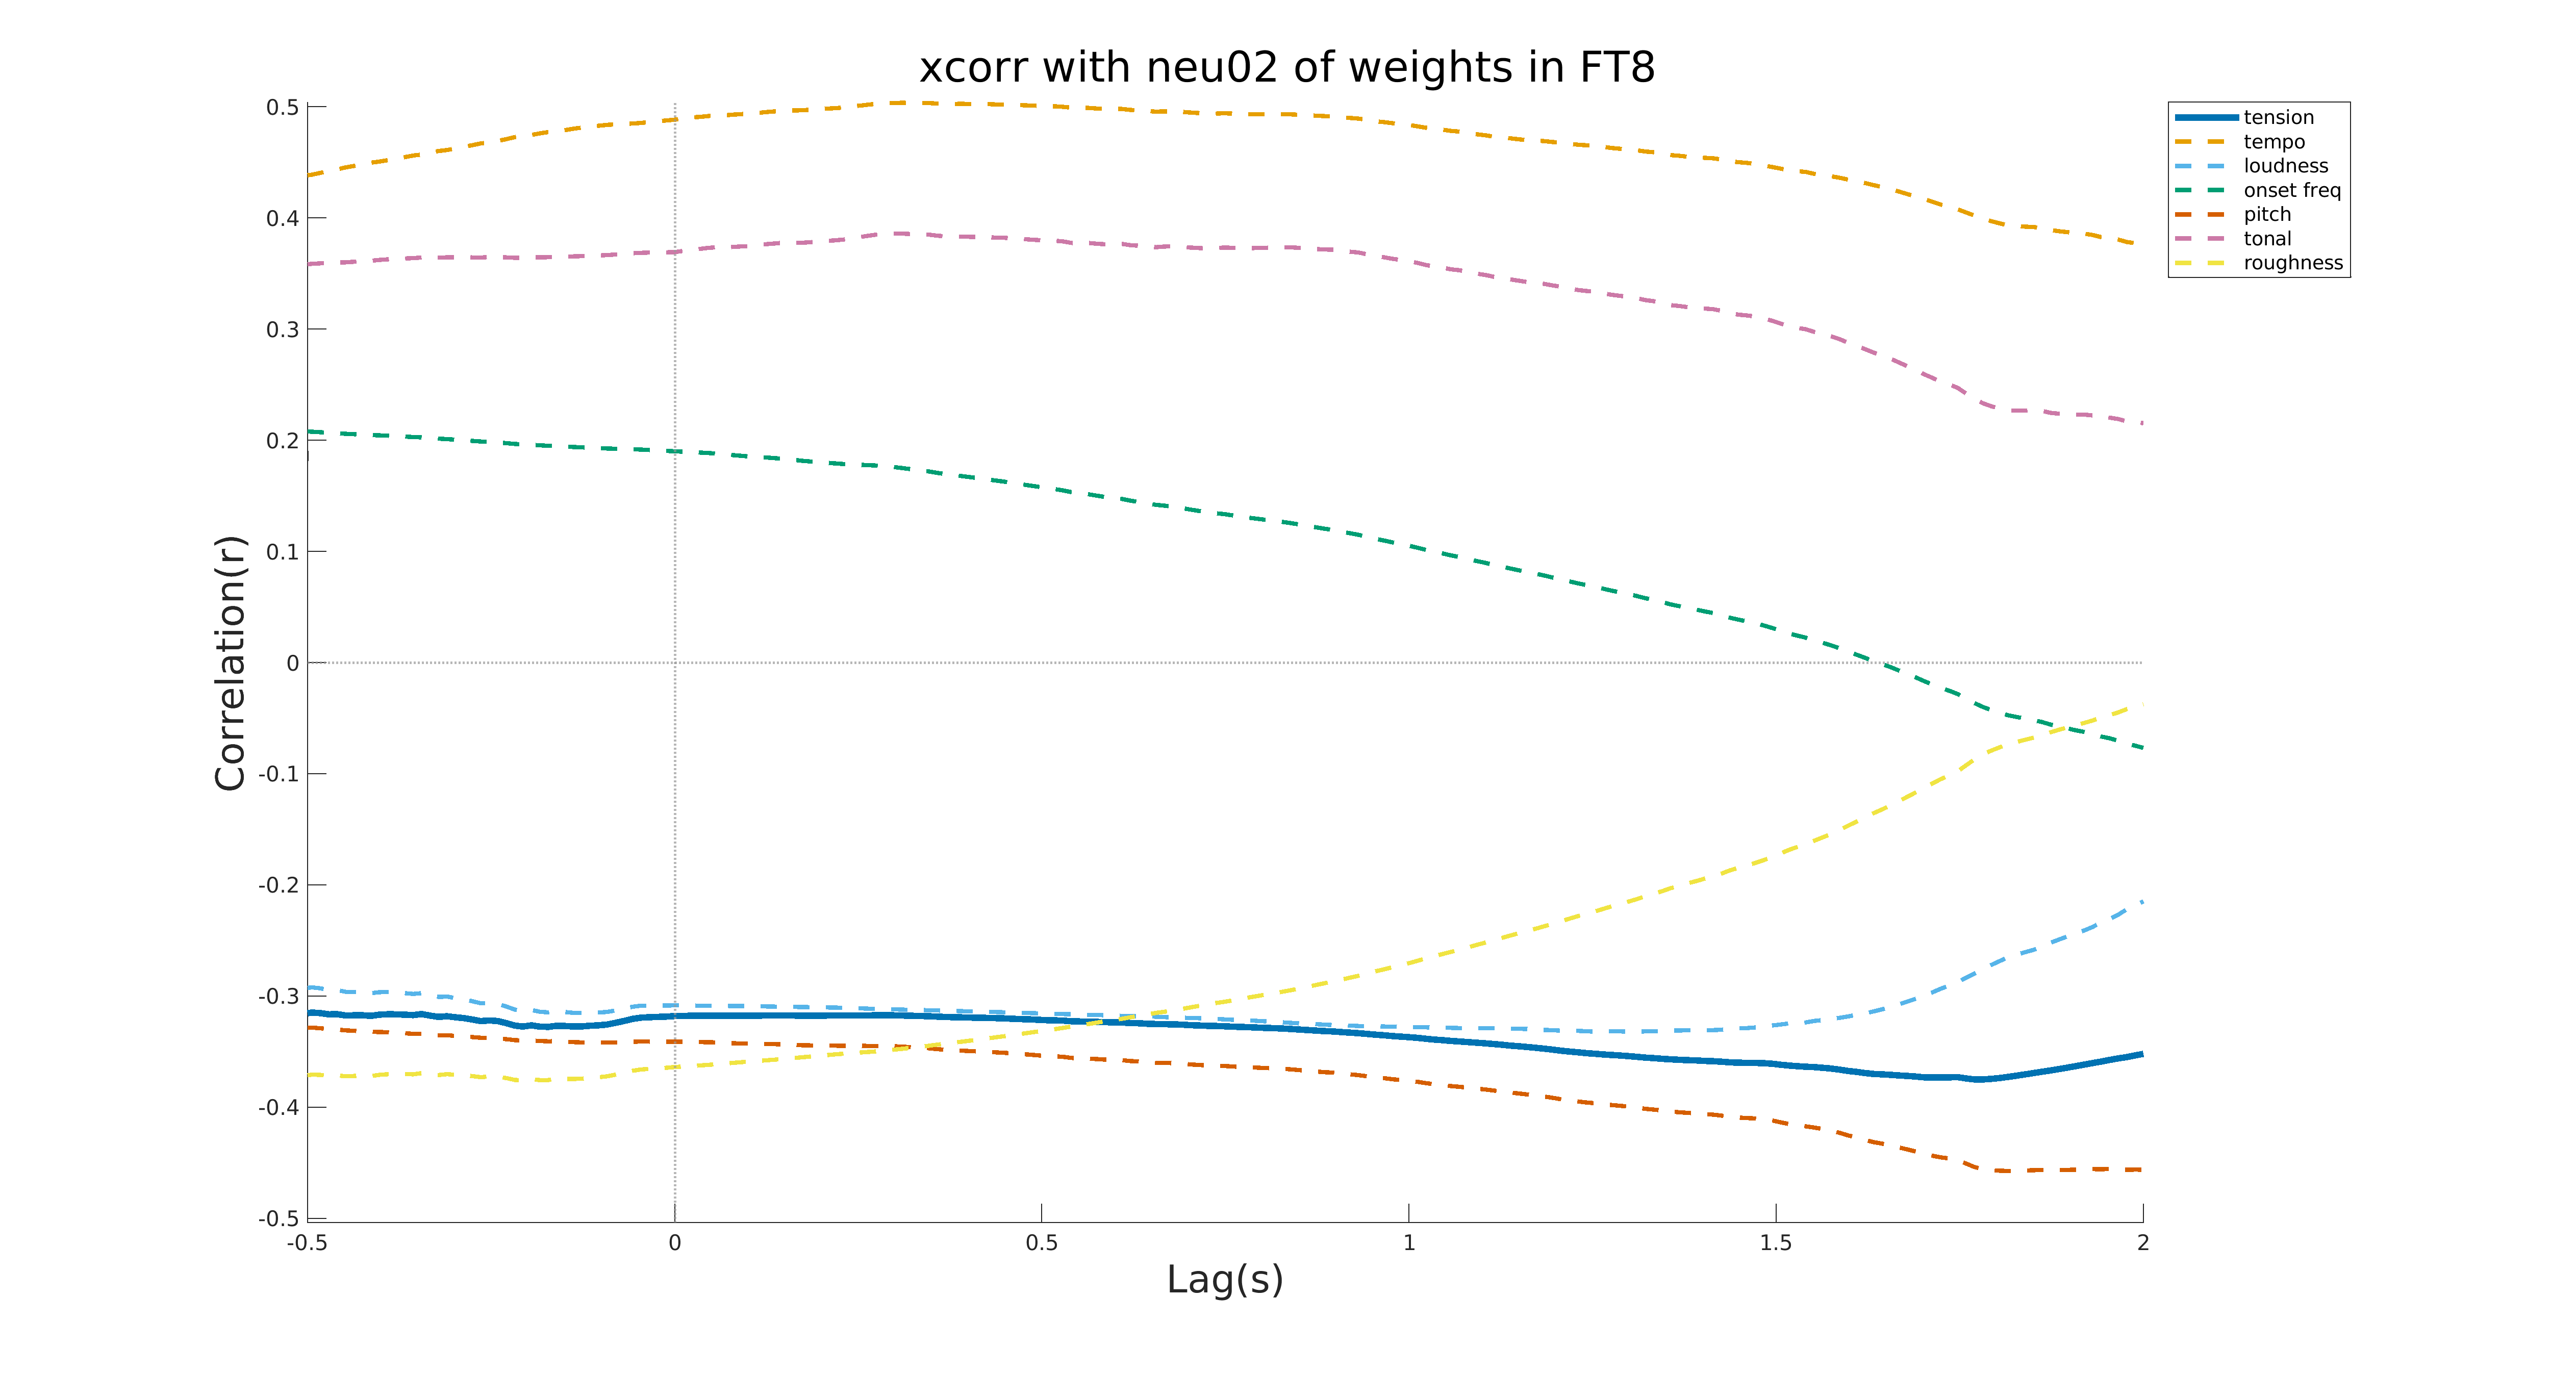 xcorr with neu02 of weights in FT8
0.5
0.4
0.3
0.2
0.1
0
-0.1
-0.2
-0.3
-0.4
-0.5
Correlation(r)
-0.5
0
0.5
1
1.5
2
Lag(s)
tension
tempo
loudness
onset freq
pitch
tonal
roughness